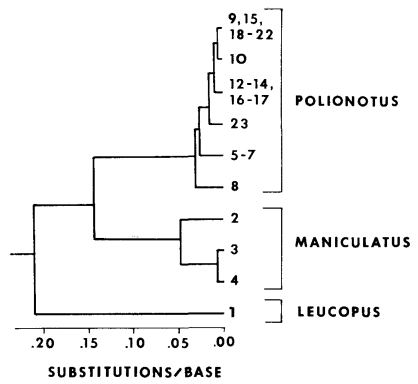 9,15,
18-22
10
12-14,
16-17
POLIONOTUS
23
5-7
8
2
MANICULATUS
3
4
1
LEUCOPUS
.20 .15 .10 .05 .00
SUBSTITUTIONS/BASE